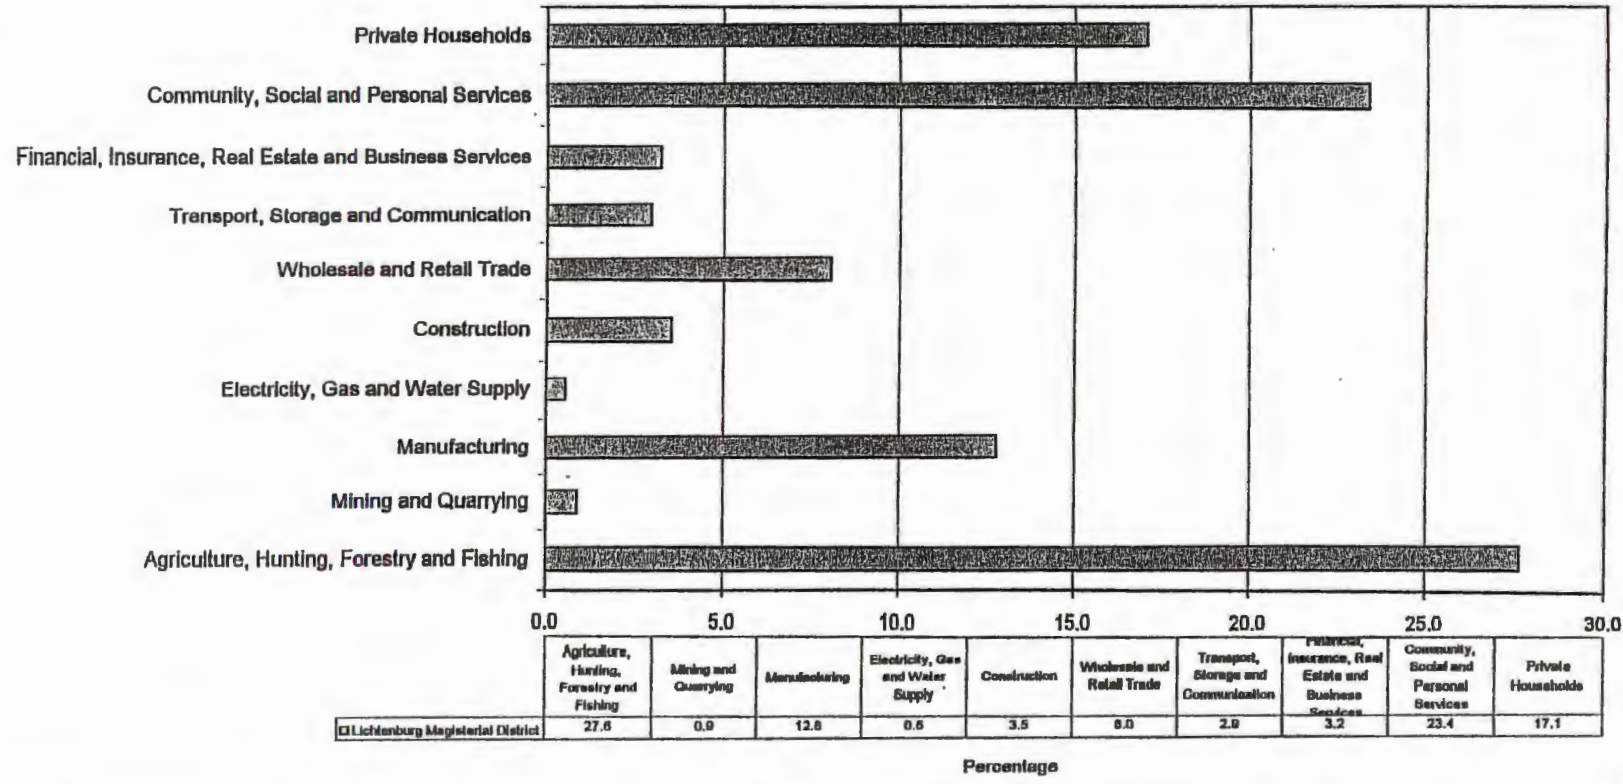 Private Households
Community, Social and Personal Services
Financial, Insurance, Real Estate and Business Services
Transport, Storage and Communication
Wholesale and Retail Trade
Construction
Electricity, Gas and Water Supply
Manufacturing
Mining and Quarrying
Agriculture, Hunting, Forestry and Fishing
0.0 5.0 10.0 15.0 20.0 25.0 30.0
Agriculture,
Hunting,
Forestry and
Fishing
Mining and
Quarrying
Manufacturing
Electricity, Gas
and Water
Supply
Construction
Wholesale and
Retail Trade
Transport,
Storage and
Communication
Financial,
Insurance, Real
Estate and
Business
Services
Community,
Social and
Personal
Services
Private
Households
Lichtenburg Magisterial District 27.6 0.9 12.8 3.5 8.0 2.9 3.2 23.4 17.1
Percentage